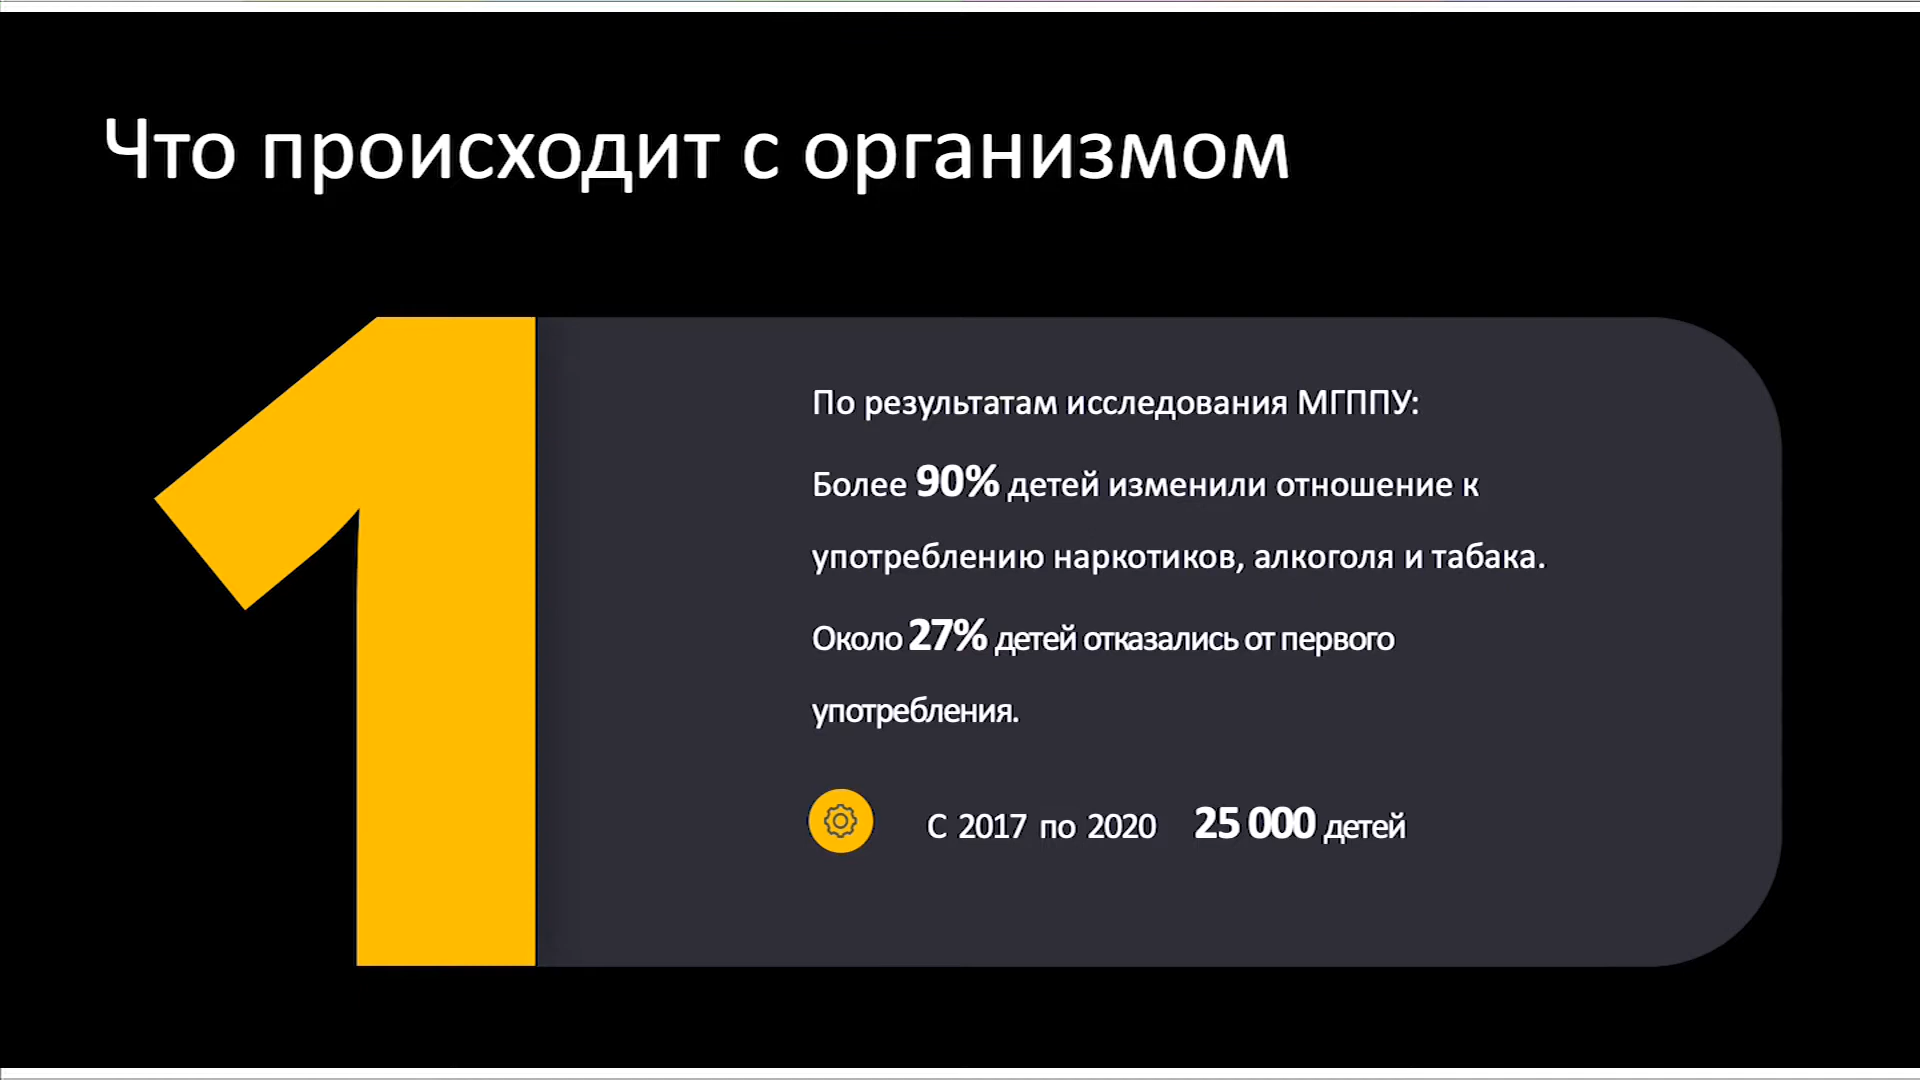 Что происходит с организмом
1
По результатам исследования МГППУ:
Более 90% детей изменили отношение к
употреблению наркотиков, алкоголя и табака.
Около 27% детей отказались от первого
употребления.
С 2017 по 2020 25 000 детей